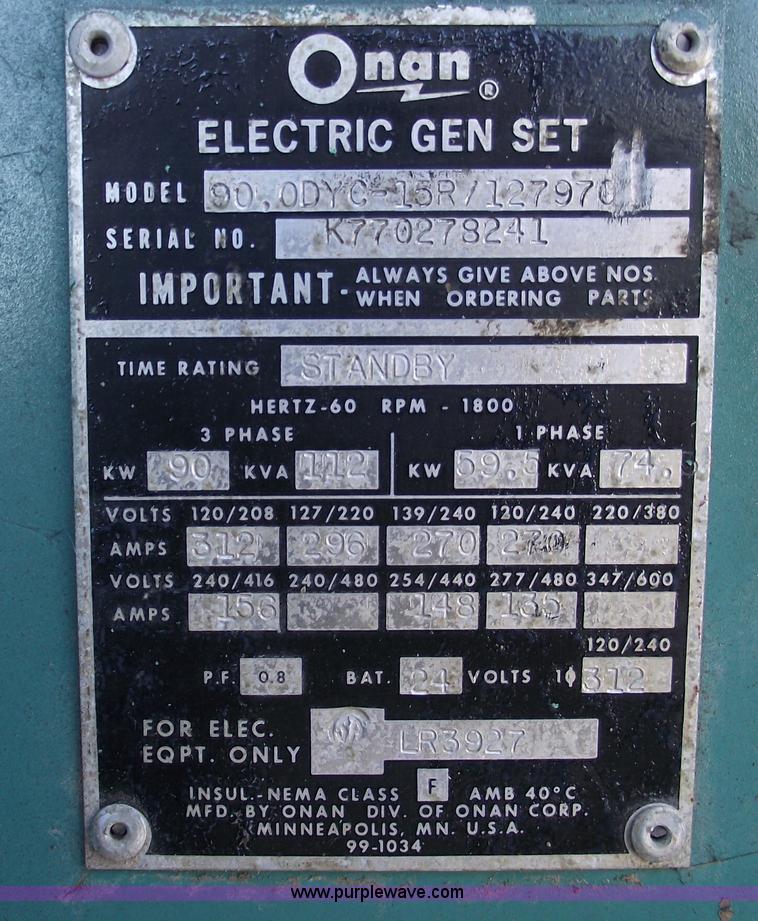 Onan ®
ELECTRIC GEN SET
MODEL 90.0DYC-15R/127970
SERIAL NO. K770278241
IMPORTANT- ALWAYS GIVE ABOVE NOS.
WHEN ORDERING PARTS
TIME RATING STANDBY
HERTZ-60 RPM - 1800
3 PHASE 1 PHASE
KW 90 KVA 112 KW 59.5 KVA 74.
VOLTS 120/208 127/220 139/240 120/240 220/380
AMPS 312 296 270 270
VOLTS 240/416 240/480 254/440 277/480 347/600
AMPS 156 148 135
120/240
P.F. 0.8 BAT. 24 VOLTS 1ϕ 312
FOR ELEC.
EQPT. ONLY LR3927
INSUL.-NEMA CLASS F AMB 40°C
MFD. BY ONAN DIV. OF ONAN CORP.
MINNEAPOLIS, MN. U.S.A.
99-1034
www.purplewave.com